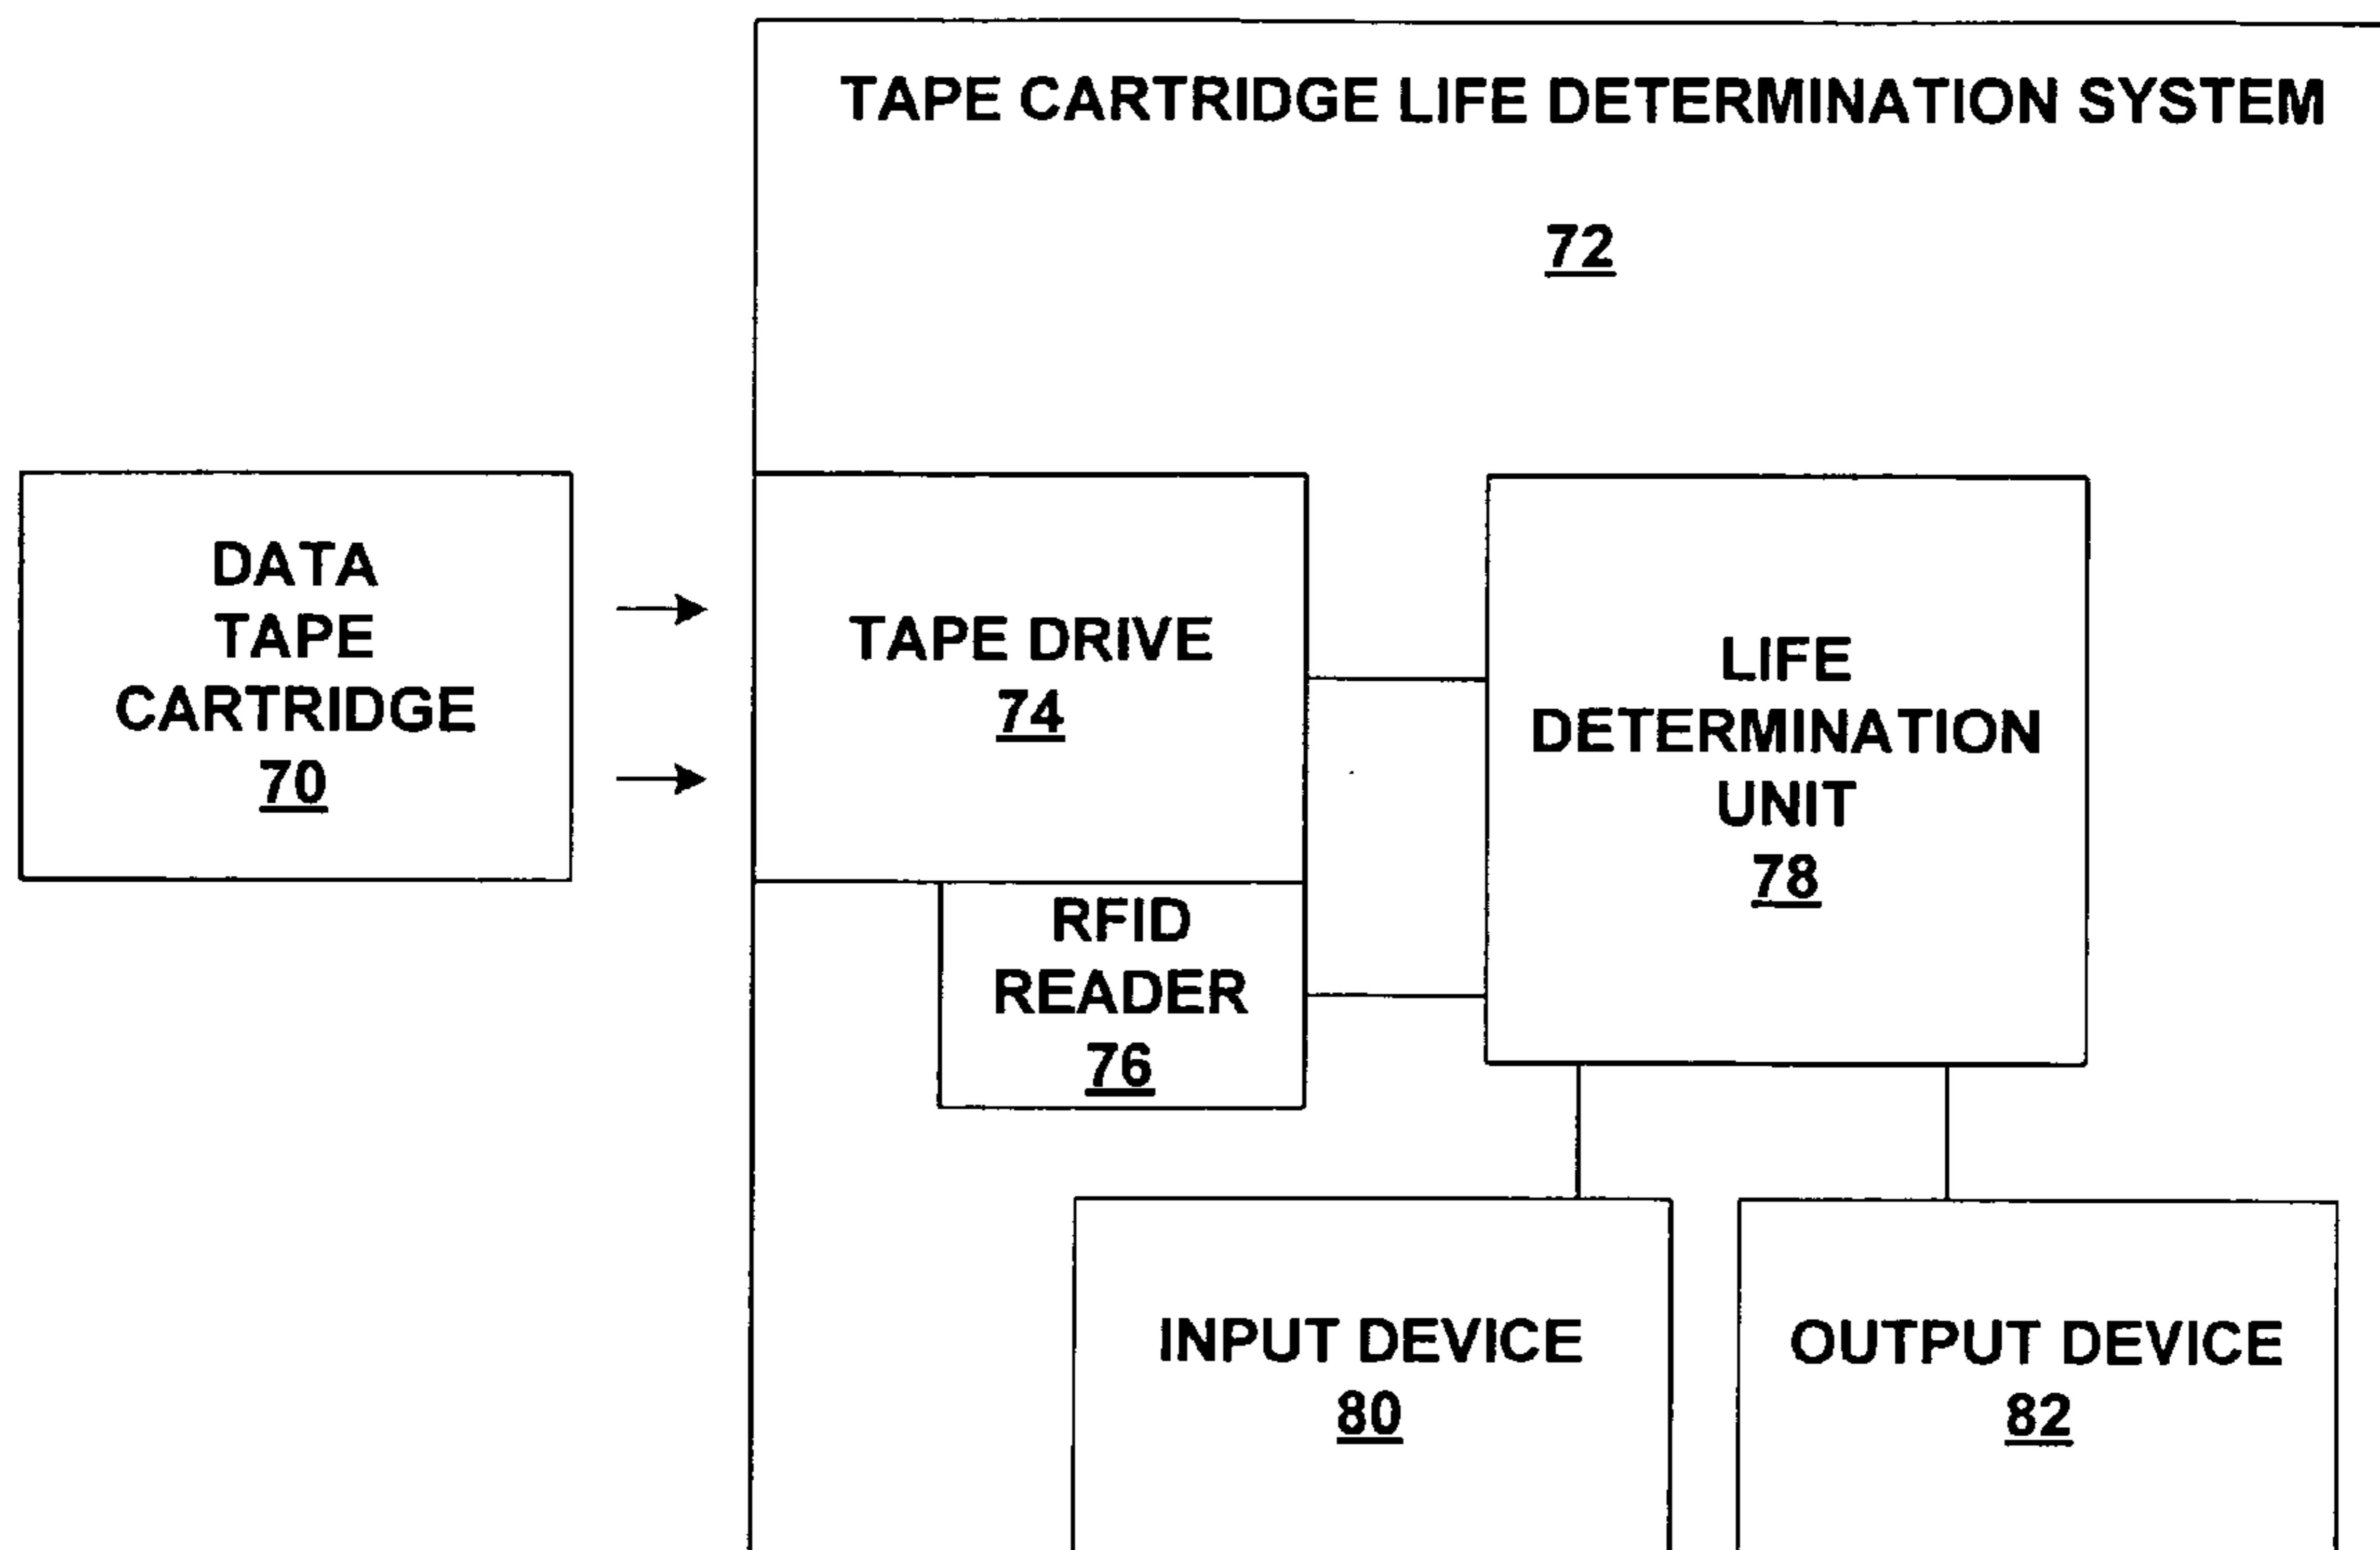 TAPE CARTRIDGE LIFE DETERMINATION SYSTEM
72
DATA
TAPE
CARTRIDGE
70
TAPE DRIVE
74
LIFE
DETERMINATION
UNIT
78
RFID
READER
76
INPUT DEVICE
80
OUTPUT DEVICE
82